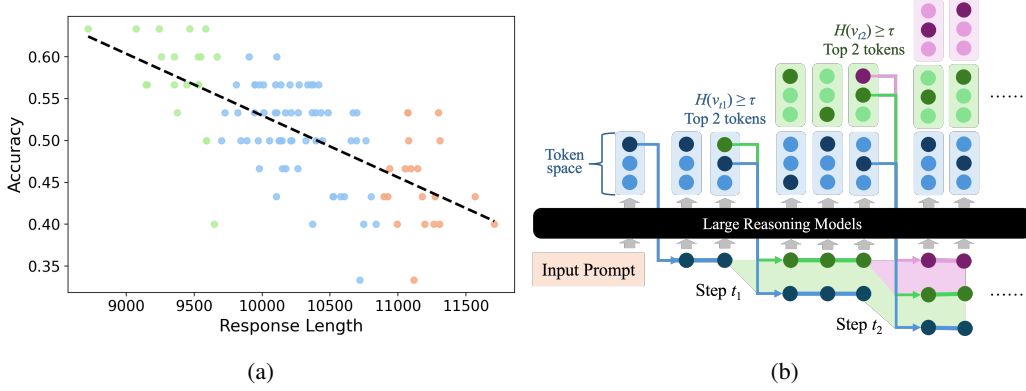 0.60
0.55
0.50
0.45
0.40
0.35
Accuracy
9000 9500 10000 10500 11000 11500
Response Length
(a)
H(v_{t2}) ≥ τ
Top 2 tokens
H(v_{t1}) ≥ τ
Top 2 tokens
Token
space
......
Large Reasoning Models
Input Prompt
Step t_1
Step t_2
......
(b)